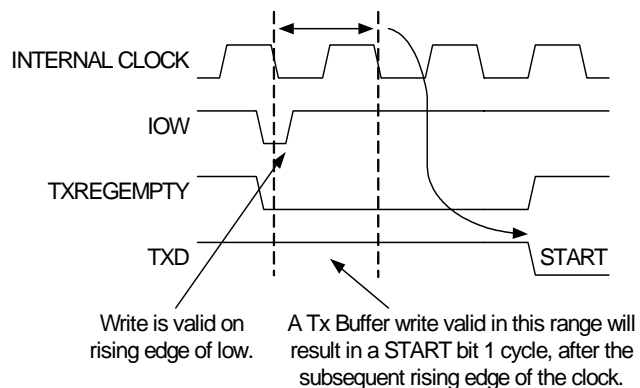 INTERNAL CLOCK
IOW
TXREGEMPTY
TXD
START
Write is valid on
rising edge of low.
A Tx Buffer write valid in this range will
result in a START bit 1 cycle, after the
subsequent rising edge of the clock.